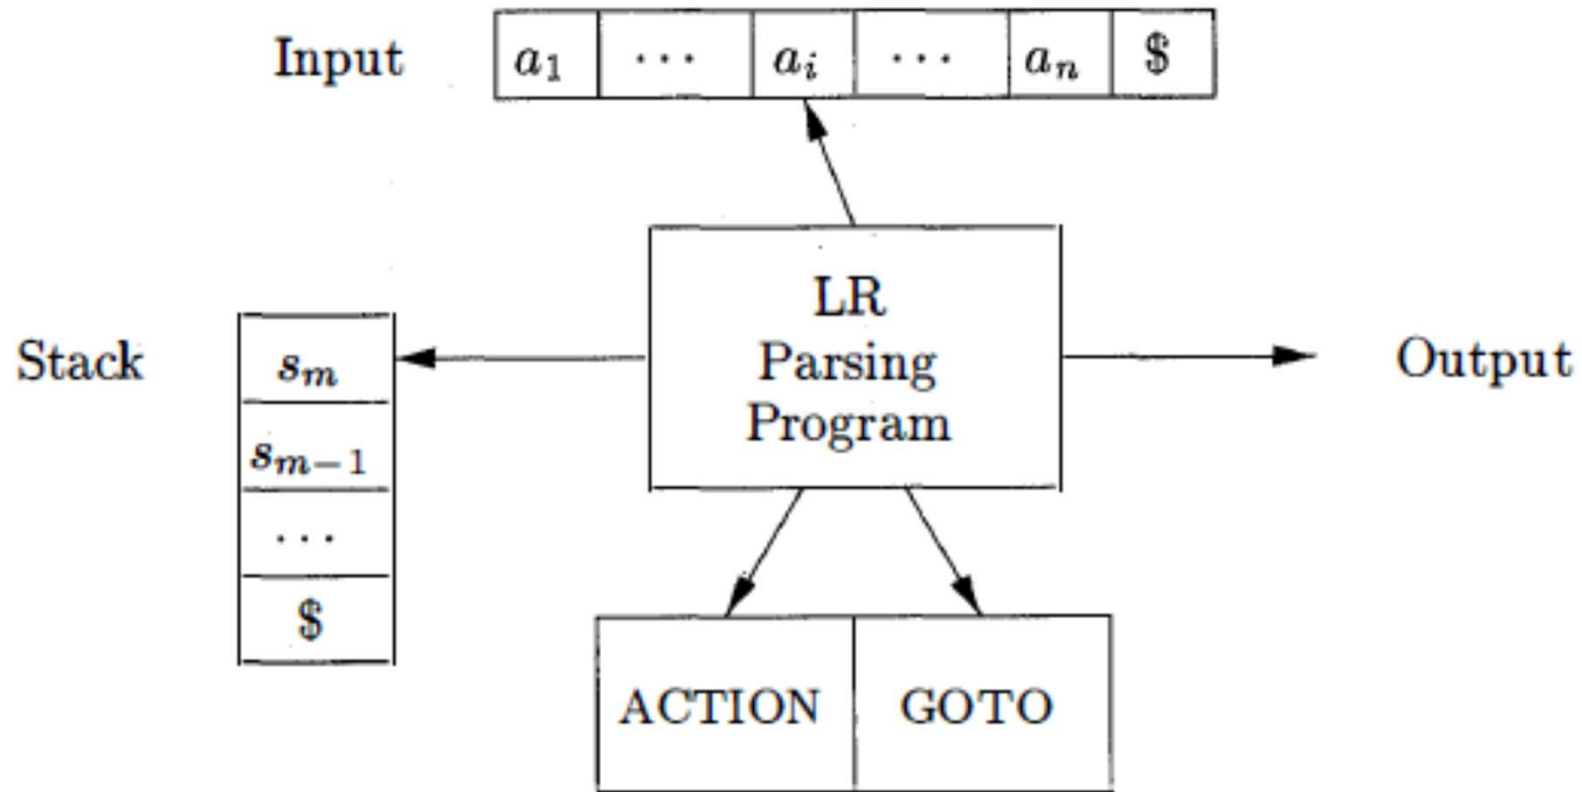 Input a₁ ··· aᵢ ··· aₙ $
LR
Parsing
Program
Stack
sₘ
sₘ₋₁
···
$
Output
ACTION GOTO